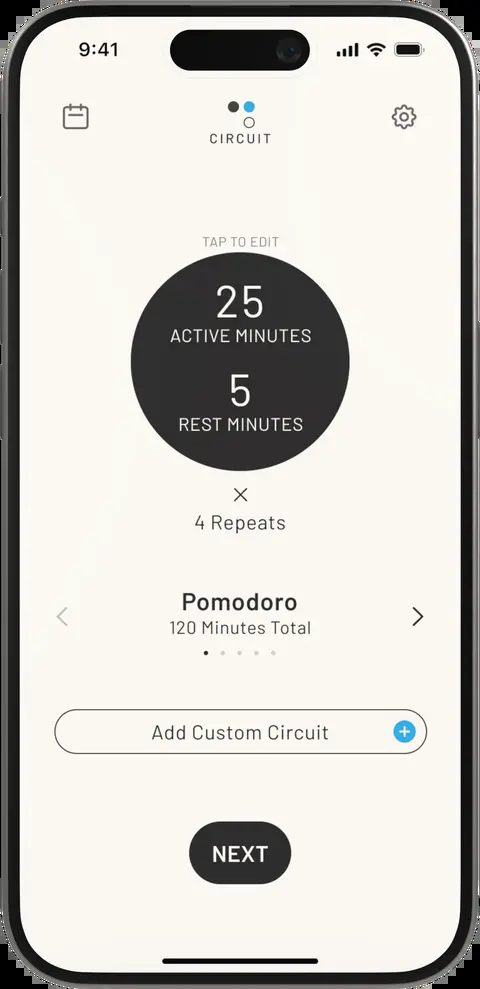 9:41
CIRCUIT
TAP TO EDIT
25
ACTIVE MINUTES
5
REST MINUTES
×
4 Repeats
Pomodoro
120 Minutes Total
Add Custom Circuit
NEXT